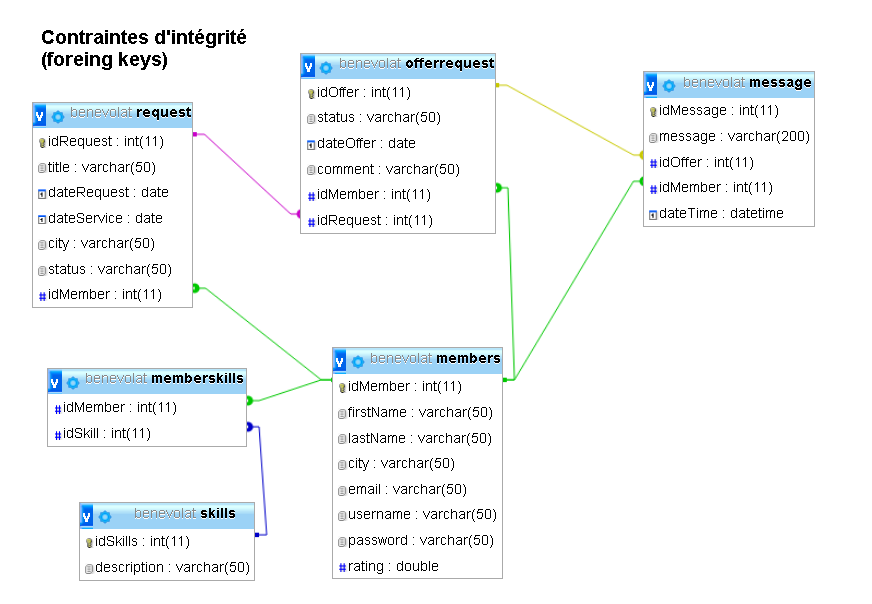 Contraintes d'intégrité
(foreing keys)
benevolat offerrequest
idOffer : int(11)
status : varchar(50)
dateOffer : date
comment : varchar(50)
idMember : int(11)
idRequest : int(11)
benevolat message
idMessage : int(11)
message : varchar(200)
idOffer : int(11)
idMember : int(11)
dateTime : datetime
benevolat request
idRequest : int(11)
title : varchar(50)
dateRequest : date
dateService : date
city : varchar(50)
status : varchar(50)
idMember : int(11)
benevolat members
idMember : int(11)
firstName : varchar(50)
lastName : varchar(50)
city : varchar(50)
email : varchar(50)
username : varchar(50)
password : varchar(50)
rating : double
benevolat memberskills
idMember : int(11)
idSkill : int(11)
benevolat skills
idSkills : int(11)
description : varchar(50)